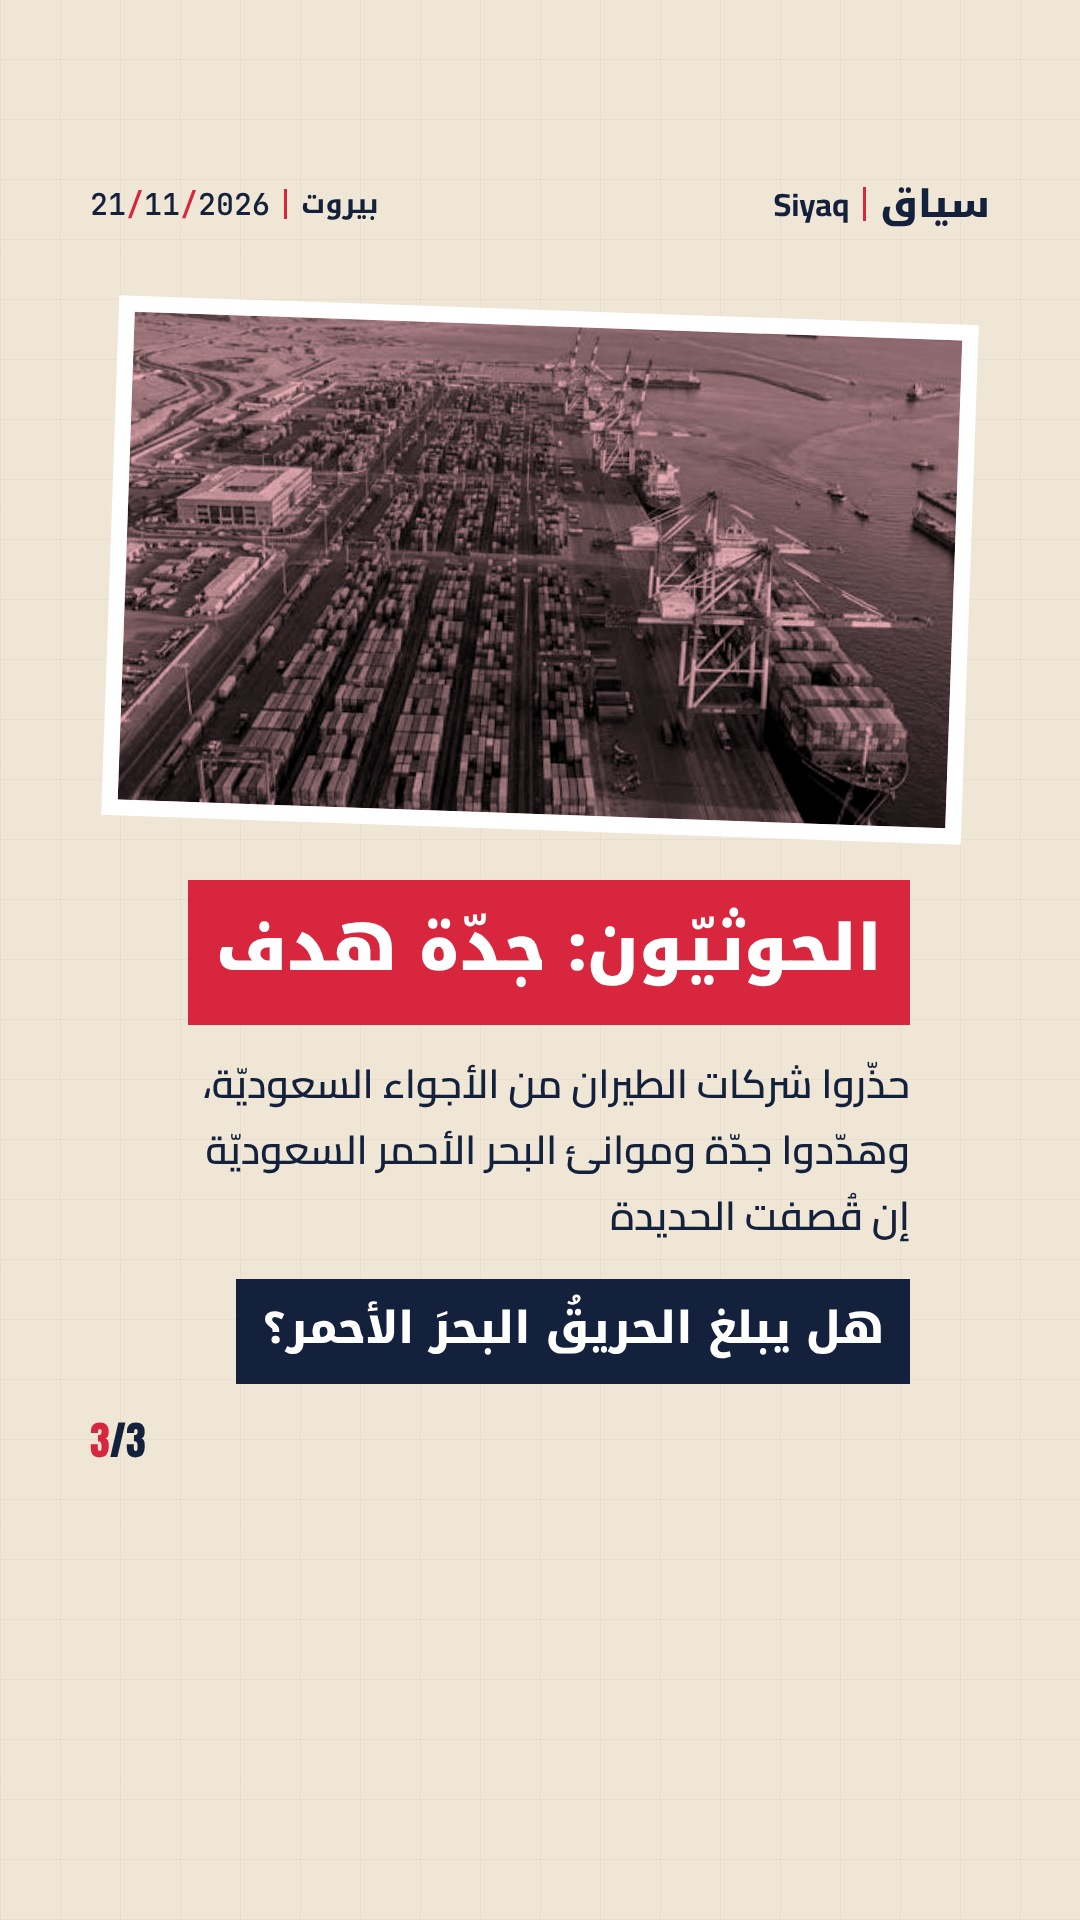 سياق | Siyaq
بيروت | 21/11/2026
الحوثيّون: جدّة هدف
حذّروا شركات الطيران من الأجواء السعوديّة،
وهدّدوا جدّة وموانئ البحر الأحمر السعوديّة
إن قُصفت الحديدة
هل يبلغ الحريقُ البحرَ الأحمر؟
3/3